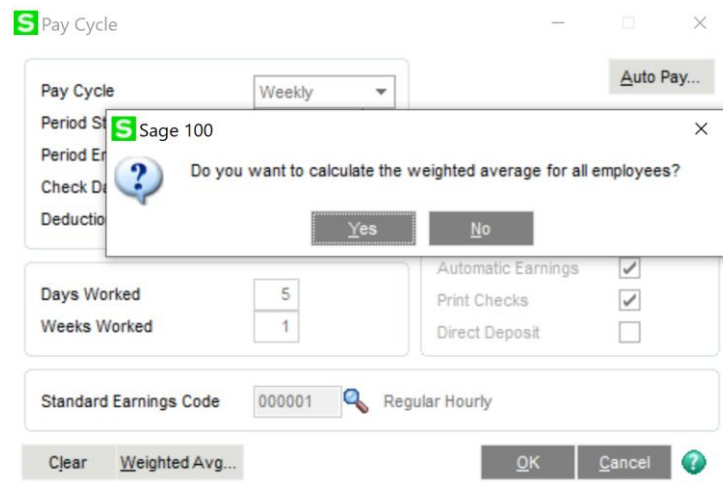 S Pay Cycle
Auto Pay...
Pay Cycle Weekly
Period St
Period En
Check Da
Deductio
S Sage 100
?
Do you want to calculate the weighted average for all employees?
Yes No
Automatic Earnings
Days Worked 5
Print Checks
Weeks Worked 1
Direct Deposit
Standard Earnings Code 000001 Regular Hourly
Clear Weighted Avg... OK Cancel ?